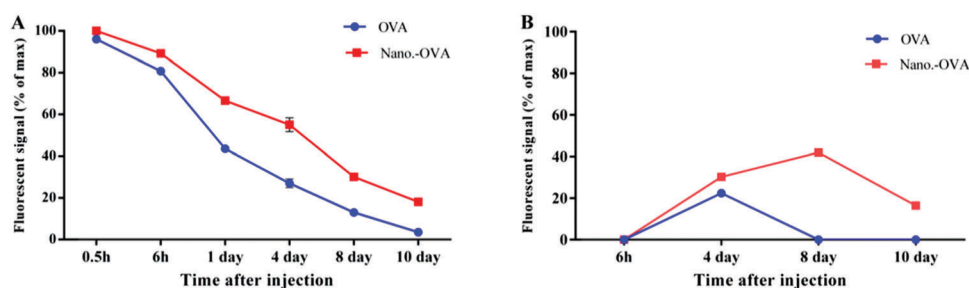 A
Fluorescent signal (% of max)
100
80
60
40
20
0
OVA
Nano.-OVA
0.5h 6h 1 day 4 day 8 day 10 day
Time after injection
B
Fluorescent signal (% of max)
100
80
60
40
20
0
OVA
Nano.-OVA
6h 4 day 8 day 10 day
Time after injection